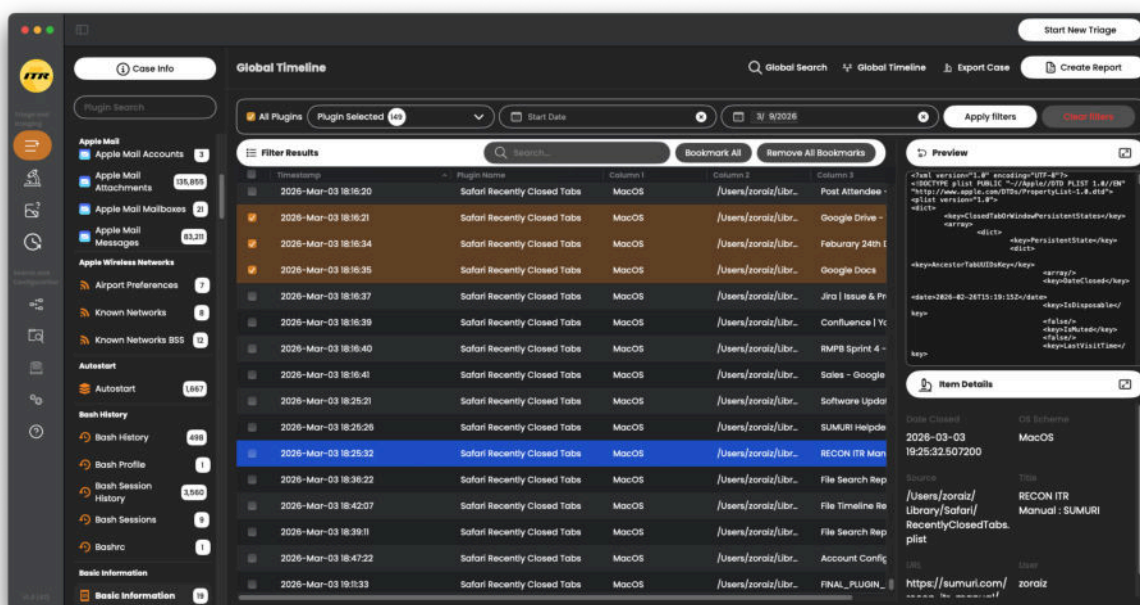 Start New Triage
ITR
Case Info
Global Timeline
Global Search
Global Timeline
Export Case
Create Report
Plugin Search
All Plugins
Plugin Selected 149
Start Date
3/ 9/2026
Apply filters
Clear filters
Apple Mail
Apple Mail Accounts 3
Apple Mail Attachments 135,855
Apple Mail Mailboxes 21
Apple Mail Messages 83,211
Apple Wireless Networks
Airport Preferences 7
Known Networks 8
Known Networks BSS 12
Autostart
Autostart 1,667
Bash History
Bash History 498
Bash Profile 1
Bash Session History 3,560
Bash Sessions 9
Bashrc 1
Basic Information
Basic Information 19
Filter Results
Search...
Bookmark All
Remove All Bookmarks
Timestamp Plugin Name Column 1 Column 2 Column 3
2026-Mar-03 18:16:20 Safari Recently Closed Tabs MacOS /Users/zoraiz/Libr... Post Attendee -
2026-Mar-03 18:16:21 Safari Recently Closed Tabs MacOS /Users/zoraiz/Libr... Google Drive -
2026-Mar-03 18:16:34 Safari Recently Closed Tabs MacOS /Users/zoraiz/Libr... Feburary 24th
2026-Mar-03 18:16:35 Safari Recently Closed Tabs MacOS /Users/zoraiz/Libr... Google Docs
2026-Mar-03 18:16:37 Safari Recently Closed Tabs MacOS /Users/zoraiz/Libr... Jira | Issue & Pr
2026-Mar-03 18:16:39 Safari Recently Closed Tabs MacOS /Users/zoraiz/Libr... Confluence | Yo
2026-Mar-03 18:16:40 Safari Recently Closed Tabs MacOS /Users/zoraiz/Libr... RMPB Sprint 4 -
2026-Mar-03 18:16:41 Safari Recently Closed Tabs MacOS /Users/zoraiz/Libr... Sales - Google
2026-Mar-03 18:25:21 Safari Recently Closed Tabs MacOS /Users/zoraiz/Libr... Software Updat
2026-Mar-03 18:25:26 Safari Recently Closed Tabs MacOS /Users/zoraiz/Libr... SUMURI Helpde
2026-Mar-03 18:25:32 Safari Recently Closed Tabs MacOS /Users/zoraiz/Libr... RECON ITR Man
2026-Mar-03 18:36:22 Safari Recently Closed Tabs MacOS /Users/zoraiz/Libr... File Search Rep
2026-Mar-03 18:42:07 Safari Recently Closed Tabs MacOS /Users/zoraiz/Libr... File Timeline Re
2026-Mar-03 18:39:11 Safari Recently Closed Tabs MacOS /Users/zoraiz/Libr... File Search Rep
2026-Mar-03 18:47:22 Safari Recently Closed Tabs MacOS /Users/zoraiz/Libr... Account Config
2026-Mar-03 19:11:33 Safari Recently Closed Tabs MacOS /Users/zoraiz/Libr... FINAL_PLUGIN_
Preview
<?xml version="1.0" encoding="UTF-8"?>
<!DOCTYPE plist PUBLIC "-//Apple//DTD PLIST 1.0//EN"
"http://www.apple.com/DTDs/PropertyList-1.0.dtd">
<plist version="1.0">
<dict>
<key>ClosedTabOrWindowPersistentStates</key>
<array>
<dict>
<key>PersistentState</key>
<dict>
<key>AncestorTabUUIDsKey</key>
<array/>
<key>DateClosed</key>
<date>2026-02-26T15:19:15Z</date>
<key>IsDisposable</
key>
<false/>
<key>IsMuted</key>
<false/>
<key>LastVisitTime</
key>
Item Details
Date Closed
OS Scheme
2026-03-03
19:25:32.507200
MacOS
Source
Title
/Users/zoraiz/
Library/Safari/
RecentlyClosedTabs.
plist
RECON ITR
Manual : SUMURI
URL
User
https://sumuri.com/
zoraiz